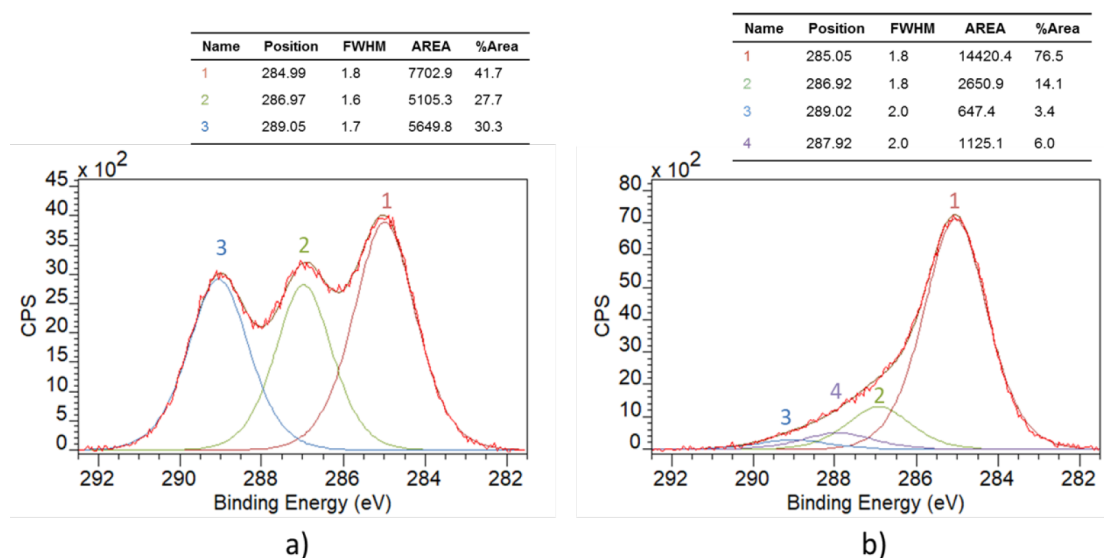 Name Position FWHM AREA %Area
1 284.99 1.8 7702.9 41.7
2 286.97 1.6 5105.3 27.7
3 289.05 1.7 5649.8 30.3
x 10²
45
40
30
25
20
15
10
5
0
CPS
3
2
1
292 290 288 286 284 282
Binding Energy (eV)
a)
Name Position FWHM AREA %Area
1 285.05 1.8 14420.4 76.5
2 286.92 1.8 2650.9 14.1
3 289.02 2.0 647.4 3.4
4 287.92 2.0 1125.1 6.0
x 10²
80
70
60
40
30
20
10
0
CPS
1
4
2
3
292 290 288 286 284 282
Binding Energy (eV)
b)